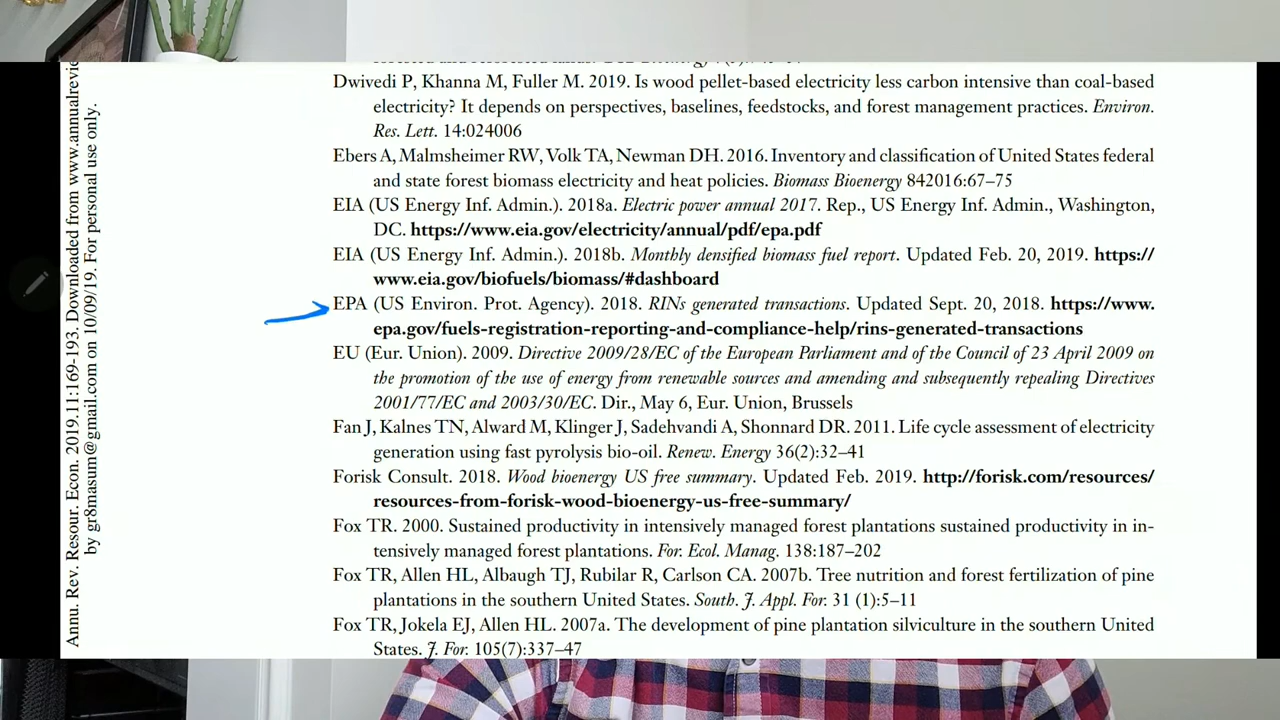 Annu. Rev. Resour. Econ. 2019.11:169-193. Downloaded from www.annualrevie
by gr8masum@gmail.com on 10/09/19. For personal use only.
Dwivedi P, Khanna M, Fuller M. 2019. Is wood pellet-based electricity less carbon intensive than coal-based
electricity? It depends on perspectives, baselines, feedstocks, and forest management practices. Environ.
Res. Lett. 14:024006
Ebers A, Malmsheimer RW, Volk TA, Newman DH. 2016. Inventory and classification of United States federal
and state forest biomass electricity and heat policies. Biomass Bioenergy 842016:67–75
EIA (US Energy Inf. Admin.). 2018a. Electric power annual 2017. Rep., US Energy Inf. Admin., Washington,
DC. https://www.eia.gov/electricity/annual/pdf/epa.pdf
EIA (US Energy Inf. Admin.). 2018b. Monthly densified biomass fuel report. Updated Feb. 20, 2019. https://
www.eia.gov/biofuels/biomass/#dashboard
EPA (US Environ. Prot. Agency). 2018. RINs generated transactions. Updated Sept. 20, 2018. https://www.
epa.gov/fuels-registration-reporting-and-compliance-help/rins-generated-transactions
EU (Eur. Union). 2009. Directive 2009/28/EC of the European Parliament and of the Council of 23 April 2009 on
the promotion of the use of energy from renewable sources and amending and subsequently repealing Directives
2001/77/EC and 2003/30/EC. Dir., May 6, Eur. Union, Brussels
Fan J, Kalnes TN, Alward M, Klinger J, Sadehvandi A, Shonnard DR. 2011. Life cycle assessment of electricity
generation using fast pyrolysis bio-oil. Renew. Energy 36(2):32–41
Forisk Consult. 2018. Wood bioenergy US free summary. Updated Feb. 2019. http://forisk.com/resources/
resources-from-forisk-wood-bioenergy-us-free-summary/
Fox TR. 2000. Sustained productivity in intensively managed forest plantations sustained productivity in in-
tensively managed forest plantations. For. Ecol. Manag. 138:187–202
Fox TR, Allen HL, Albaugh TJ, Rubilar R, Carlson CA. 2007b. Tree nutrition and forest fertilization of pine
plantations in the southern United States. South. J. Appl. For. 31 (1):5–11
Fox TR, Jokela EJ, Allen HL. 2007a. The development of pine plantation silviculture in the southern United
States. J. For. 105(7):337–47